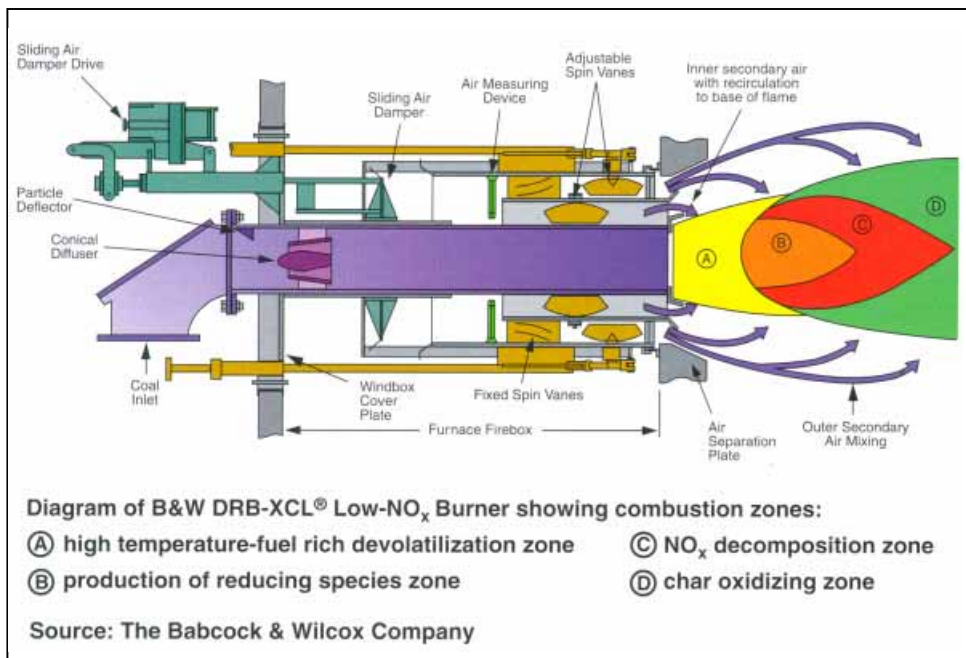 Sliding Air
Damper Drive
Sliding Air
Damper
Air Measuring
Device
Adjustable
Spin Vanes
Inner secondary air
with recirculation
to base of flame
Particle
Deflector
Conical
Diffuser
A
B
C
D
Coal
Inlet
Windbox
Cover
Plate
Fixed Spin Vanes
Furnace Firebox
Air
Separation
Plate
Outer Secondary
Air Mixing
Diagram of B&W DRB-XCL® Low-NOx Burner showing combustion zones:
A high temperature-fuel rich devolatilization zone
B production of reducing species zone
C NOx decomposition zone
D char oxidizing zone
Source: The Babcock & Wilcox Company